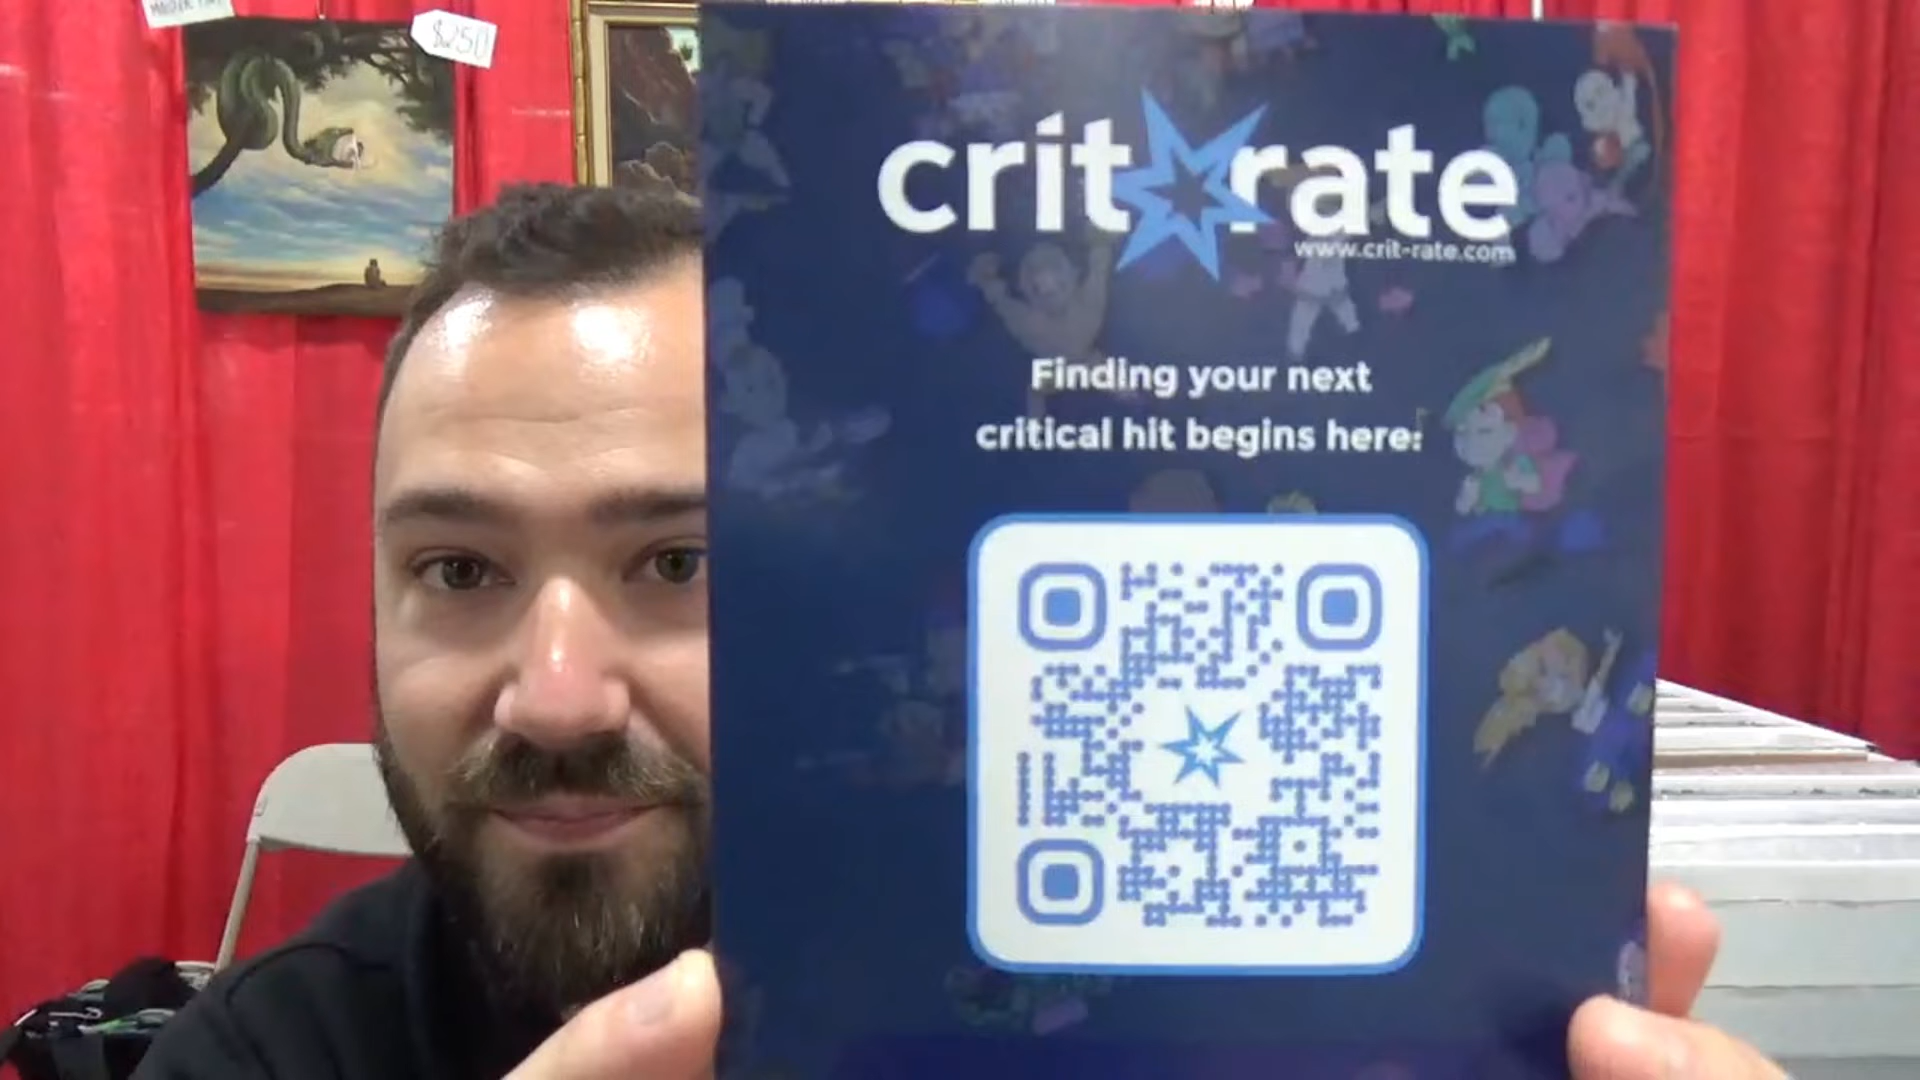 $250
crit rate
www.crit-rate.com
Finding your next
critical hit begins here: